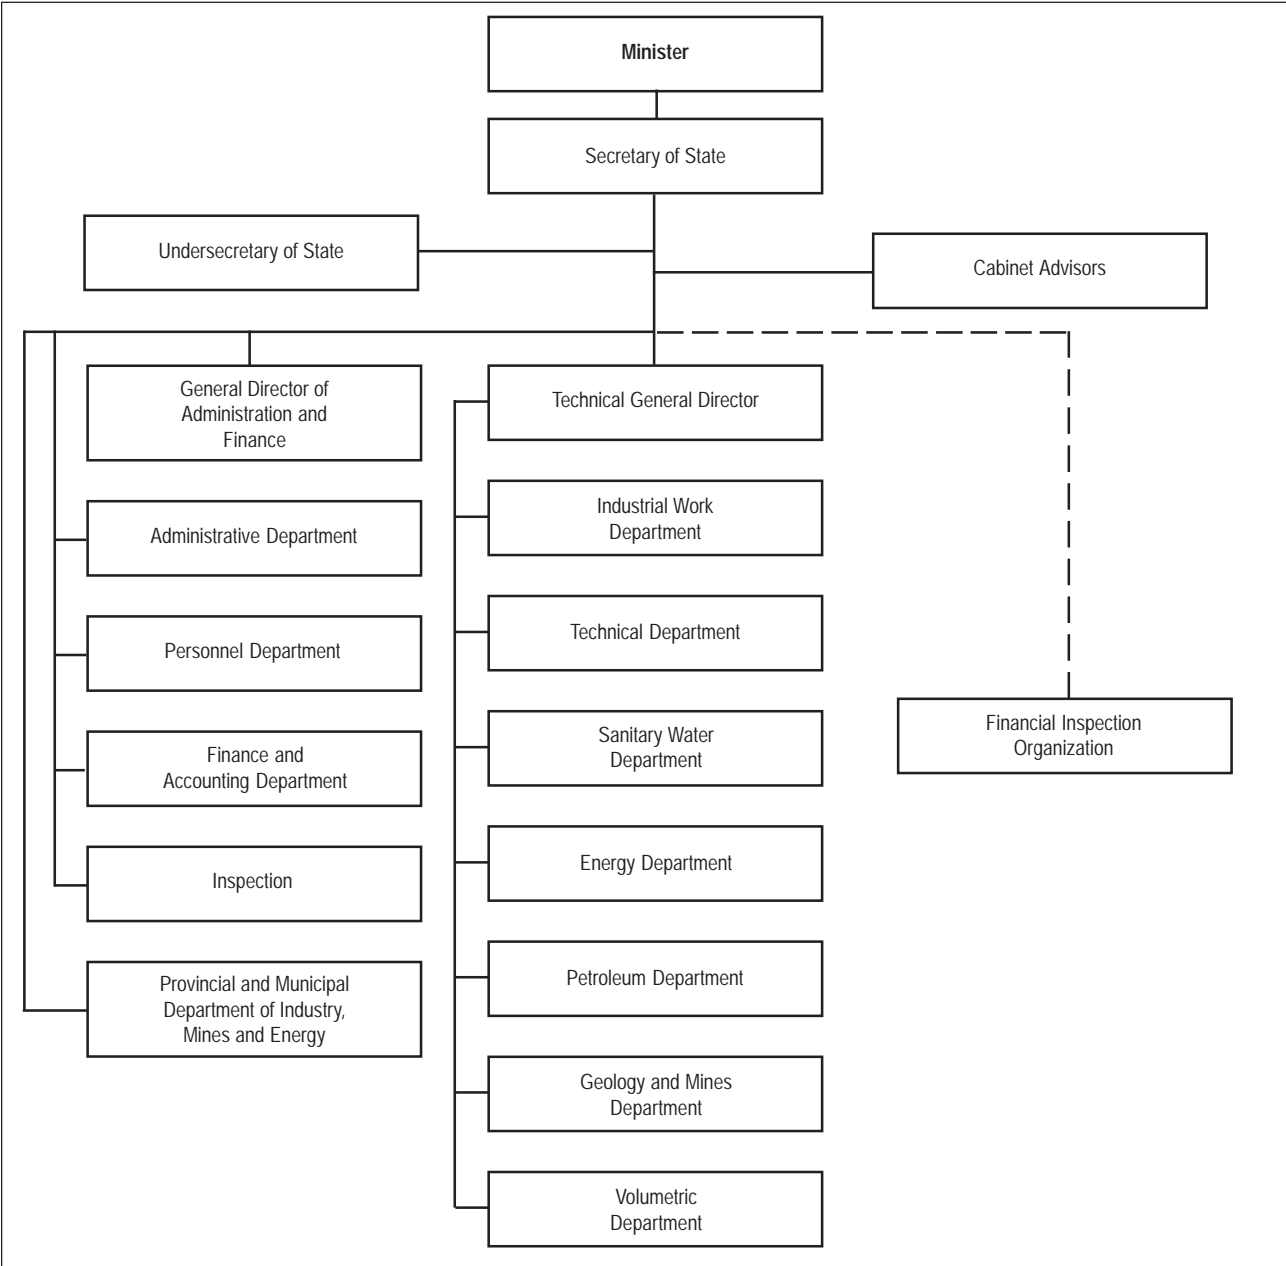 Minister
Secretary of State
Undersecretary of State
Cabinet Advisors
General Director of
Administration and
Finance
Technical General Director
Administrative Department
Industrial Work
Department
Personnel Department
Technical Department
Finance and
Accounting Department
Sanitary Water
Department
Financial Inspection
Organization
Inspection
Energy Department
Provincial and Municipal
Department of Industry,
Mines and Energy
Petroleum Department
Geology and Mines
Department
Volumetric
Department